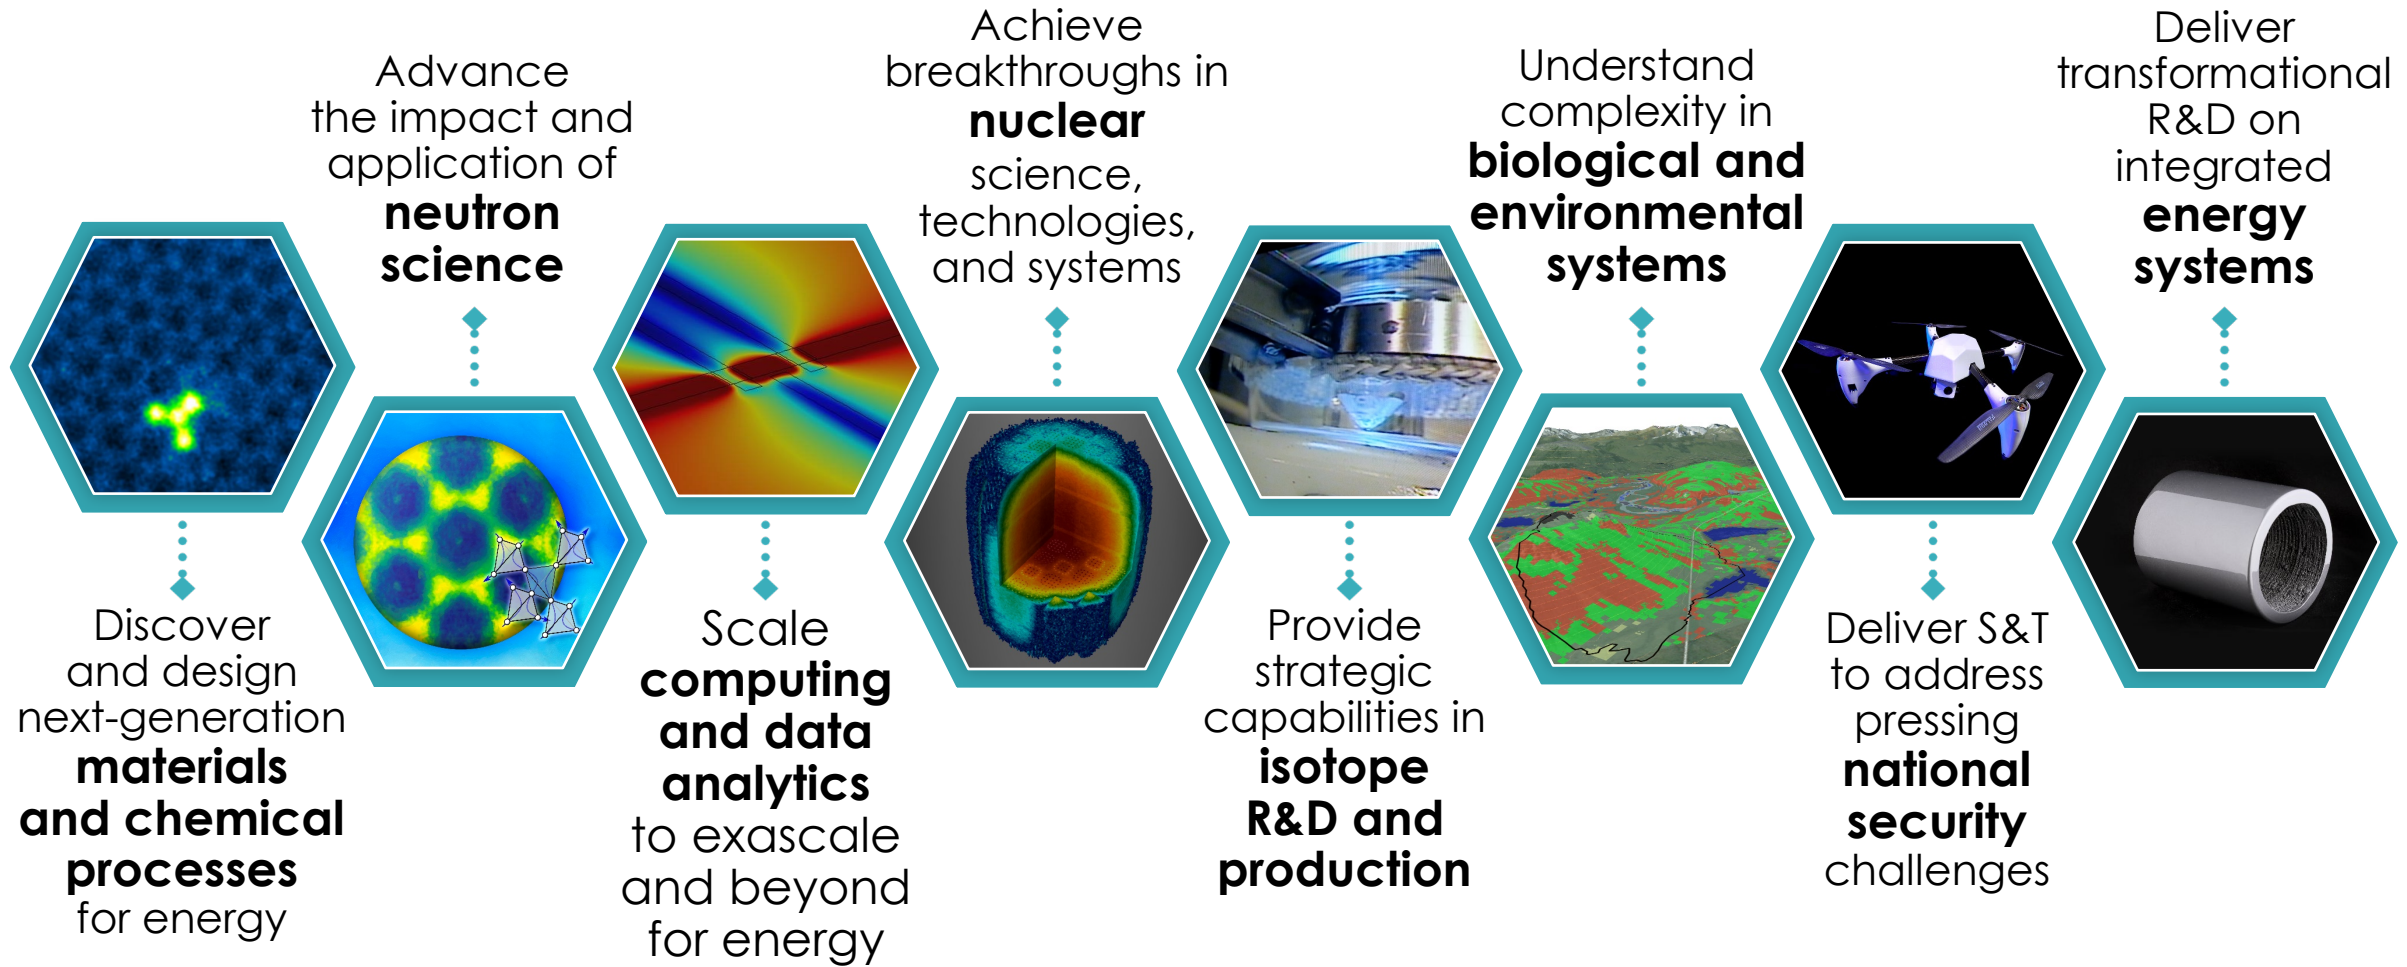 Discover
and design
next-generation
materials
and chemical
processes
for energy
Advance
the impact and
application of
neutron
science
Scale
computing
and data
analytics
to exascale
and beyond
for energy
Achieve
breakthroughs in
nuclear
science,
technologies,
and systems
Provide
strategic
capabilities in
isotope
R&D and
production
Understand
complexity in
biological and
environmental
systems
Deliver S&T
to address
pressing
national
security
challenges
Deliver
transformational
R&D on
integrated
energy
systems